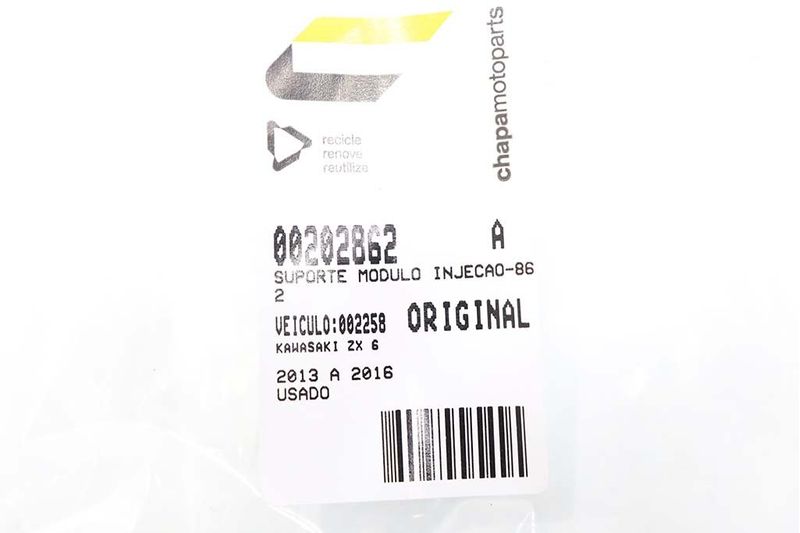 chapamotoparts
recicle
renove
reutilize
00202862 A
SUPORTE MODULO INJECAO-86
2
VEICULO:002258 ORIGINAL
KAWASAKI ZX 6
2013 A 2016
USADO